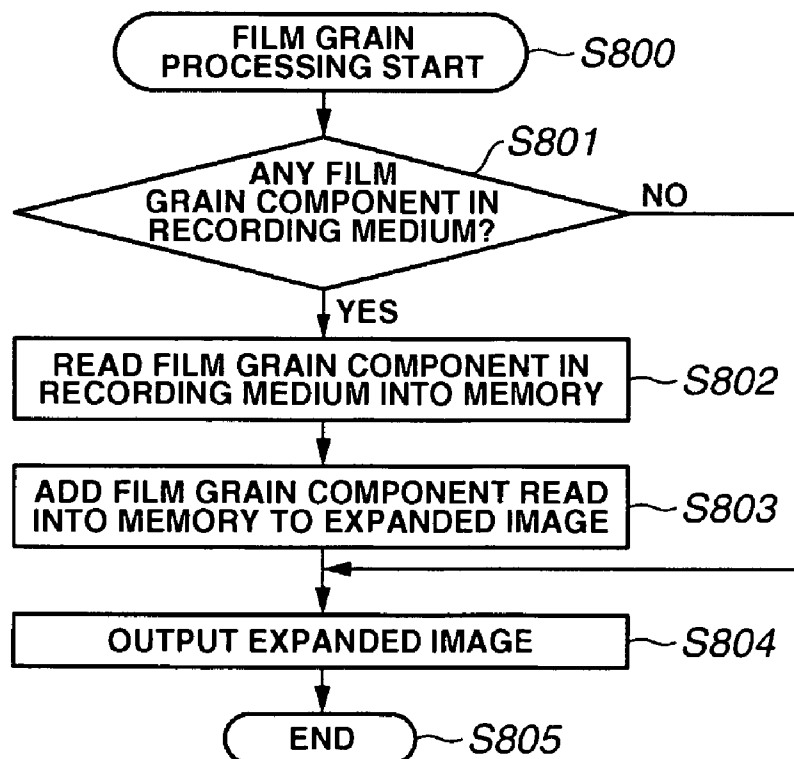 FILM GRAIN
PROCESSING START
S800
S801
ANY FILM
GRAIN COMPONENT IN
RECORDING MEDIUM?
NO
YES
READ FILM GRAIN COMPONENT IN
RECORDING MEDIUM INTO MEMORY
S802
ADD FILM GRAIN COMPONENT READ
INTO MEMORY TO EXPANDED IMAGE
S803
OUTPUT EXPANDED IMAGE
S804
END
S805